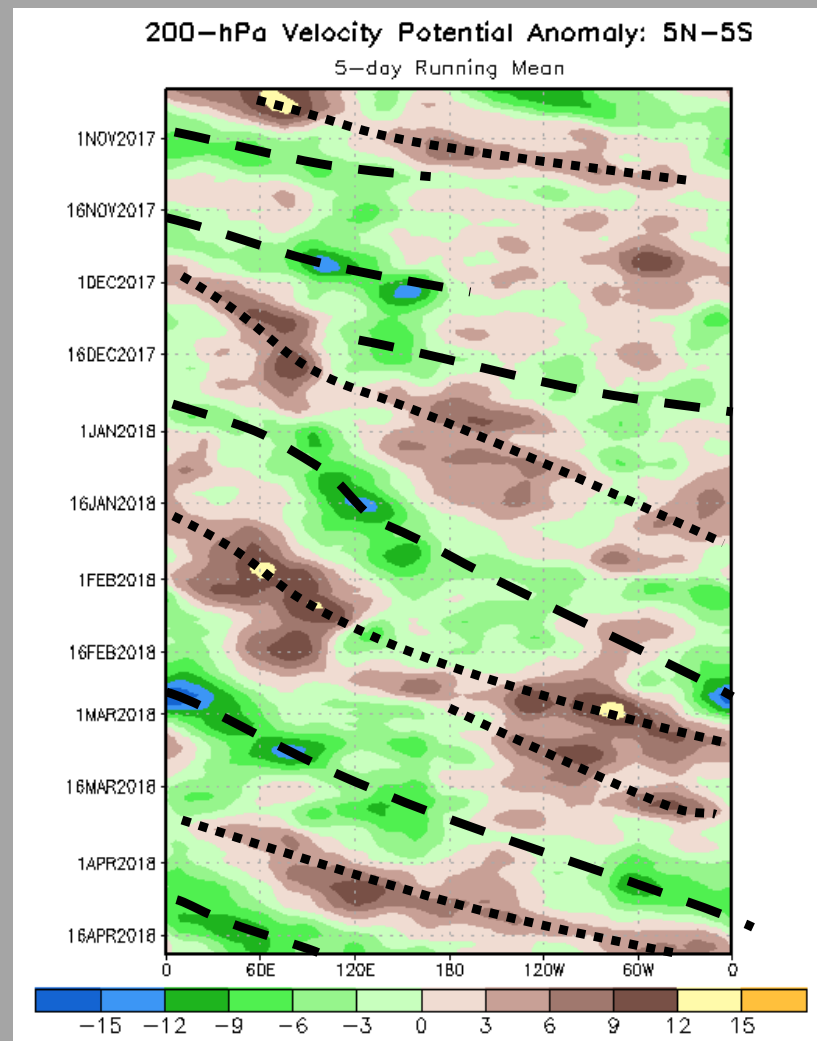 200-hPa Velocity Potential Anomaly: 5N-5S
5-day Running Mean
1NOV2017
16NOV2017
1DEC2017
16DEC2017
1JAN2018
16JAN2018
1FEB2018
16FEB2018
1MAR2018
16MAR2018
1APR2018
16APR2018
0 60E 120E 180 120W 60W 0
-15 -12 -9 -6 -3 0 3 6 9 12 15